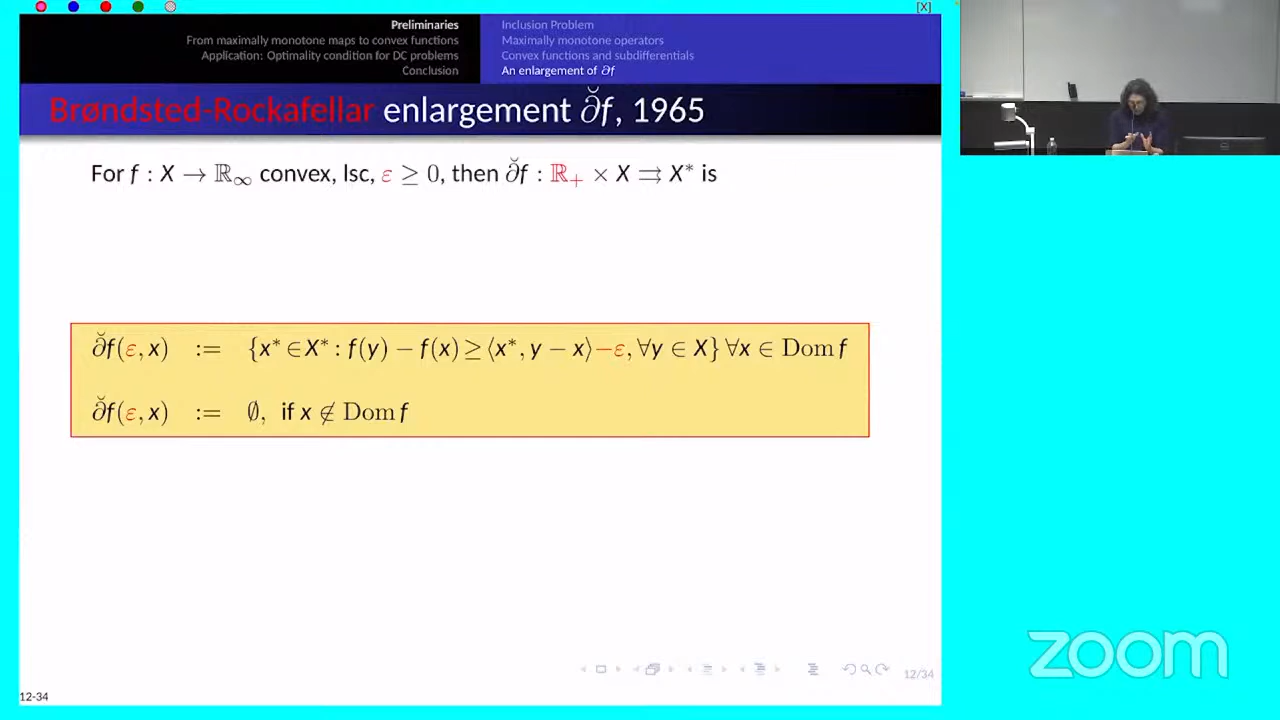 [X]
Preliminaries
From maximally monotone maps to convex functions
Application: Optimality condition for DC problems
Conclusion
Inclusion Problem
Maximally monotone operators
Convex functions and subdifferentials
An enlargement of ∂f
Brøndsted-Rockafellar enlargement ∂̆f, 1965
For f : X → ℝ∞ convex, lsc, ε ≥ 0, then ∂̆f : ℝ₊ × X ⇉ X* is
∂̆f(ε, x) := {x* ∈ X* : f(y) − f(x) ≥ ⟨x*, y − x⟩−ε, ∀y ∈ X} ∀x ∈ Dom f
∂̆f(ε, x) := ∅, if x ∉ Dom f
12/34
12-34
zoom